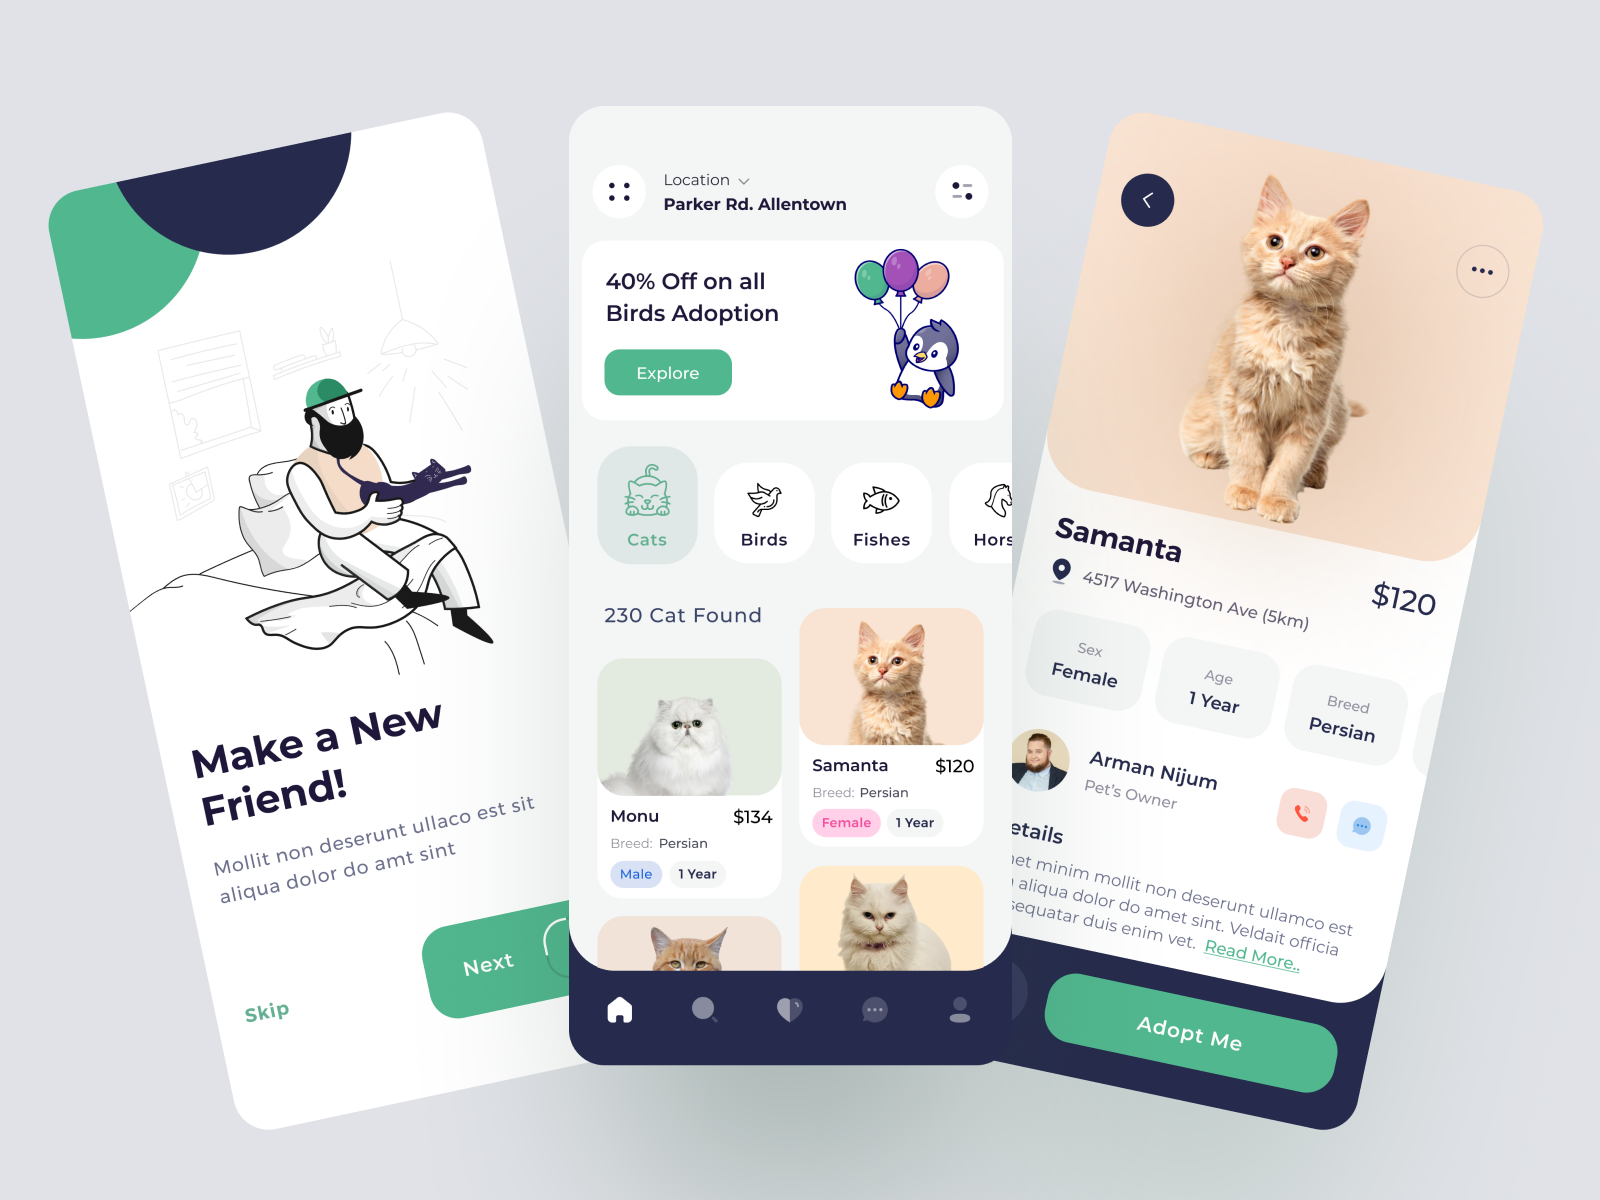 Make a New
Friend!
Mollit non deserunt ullaco est sit
aliqua dolor do amt sint
Next
Skip
Location
Parker Rd. Allentown
40% Off on all
Birds Adoption
Explore
Cats
Birds
Fishes
Hors
230 Cat Found
Monu
$134
Breed: Persian
Male
1 Year
Samanta
$120
Breed: Persian
Female
1 Year
Samanta
4517 Washington Ave (5km)
$120
Sex
Female
Age
1 Year
Breed
Persian
Arman Nijum
Pet's Owner
etails
net minim mollit non deserunt ullamco est
aliqua dolor do amet sint. Veldait officia
sequatar duis enim vet. Read More..
Adopt Me